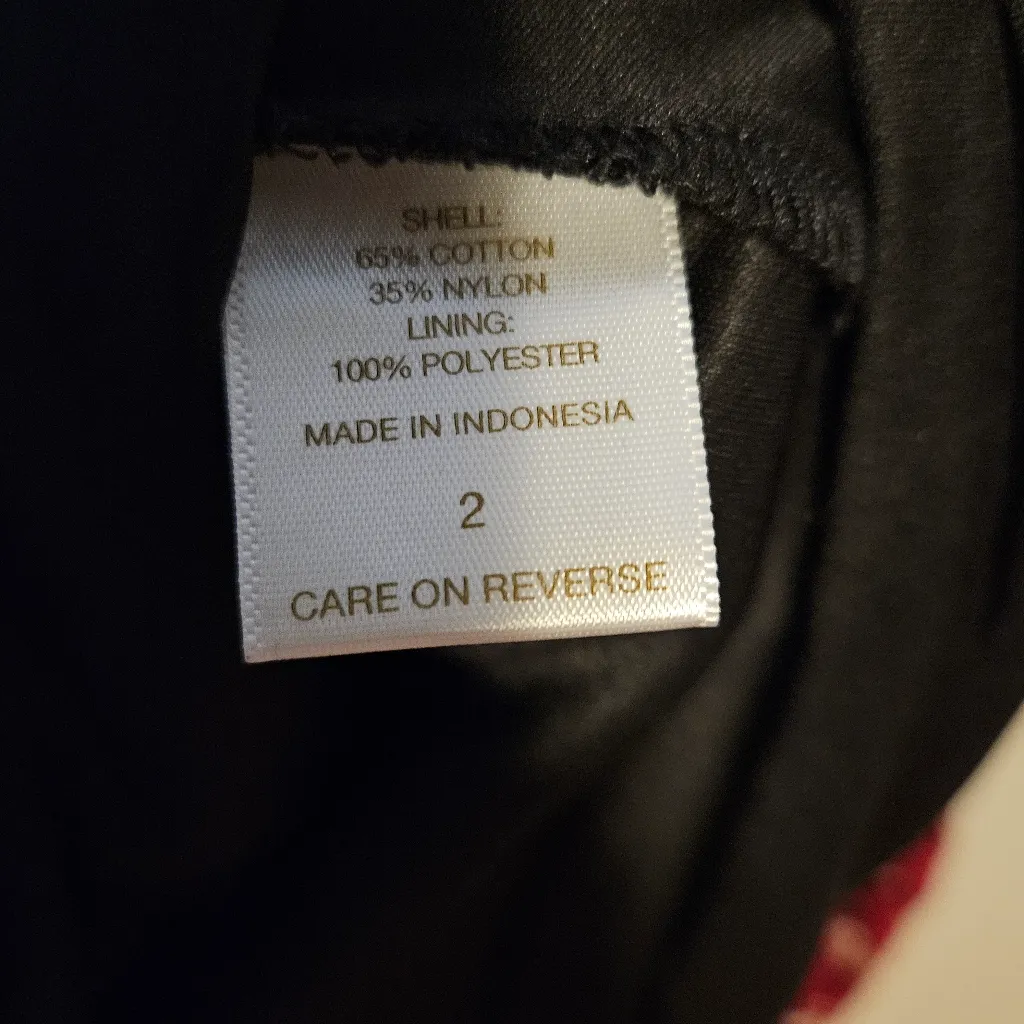 SHELL:
65% COTTON
35% NYLON
LINING:
100% POLYESTER
MADE IN INDONESIA
2
CARE ON REVERSE